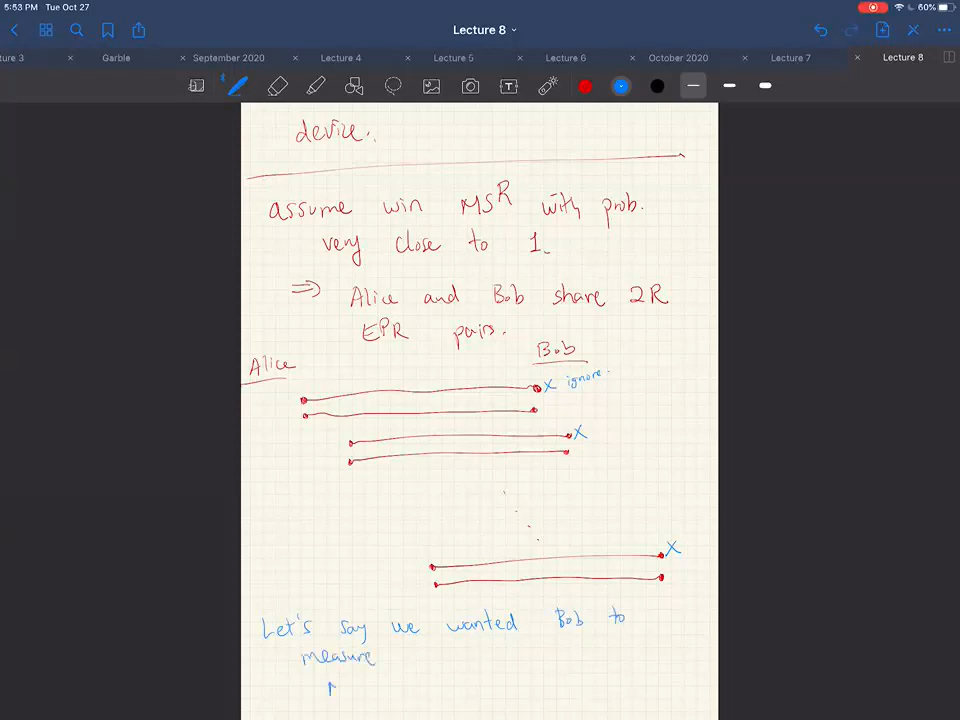 5:53 PM Tue Oct 27
60%
Lecture 8
ture 3
Garble
September 2020
Lecture 4
Lecture 5
Lecture 6
October 2020
Lecture 7
Lecture 8
device.
assume win MS^R with prob.
very close to 1.
⇒ Alice and Bob share 2R
EPR pairs.
Alice
Bob
X ignore.
X
X
Let's say we wanted Bob to
measure